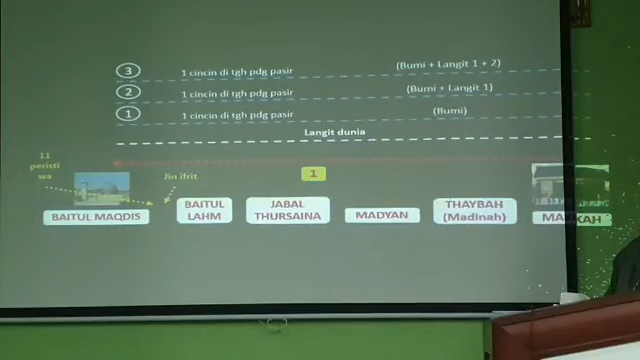 3 1 cincin di tgh pdg pasir (Bumi + Langit 1 + 2)
2 1 cincin di tgh pdg pasir (Bumi + Langit 1)
1 1 cincin di tgh pdg pasir (Bumi)
Langit dunia
11
peristi
wa
Jin ifrit
1
BAITUL MAQDIS
BAITUL
LAHM
JABAL
THURSAINA
MADYAN
THAYBAH
(Madinah)
MAKKAH